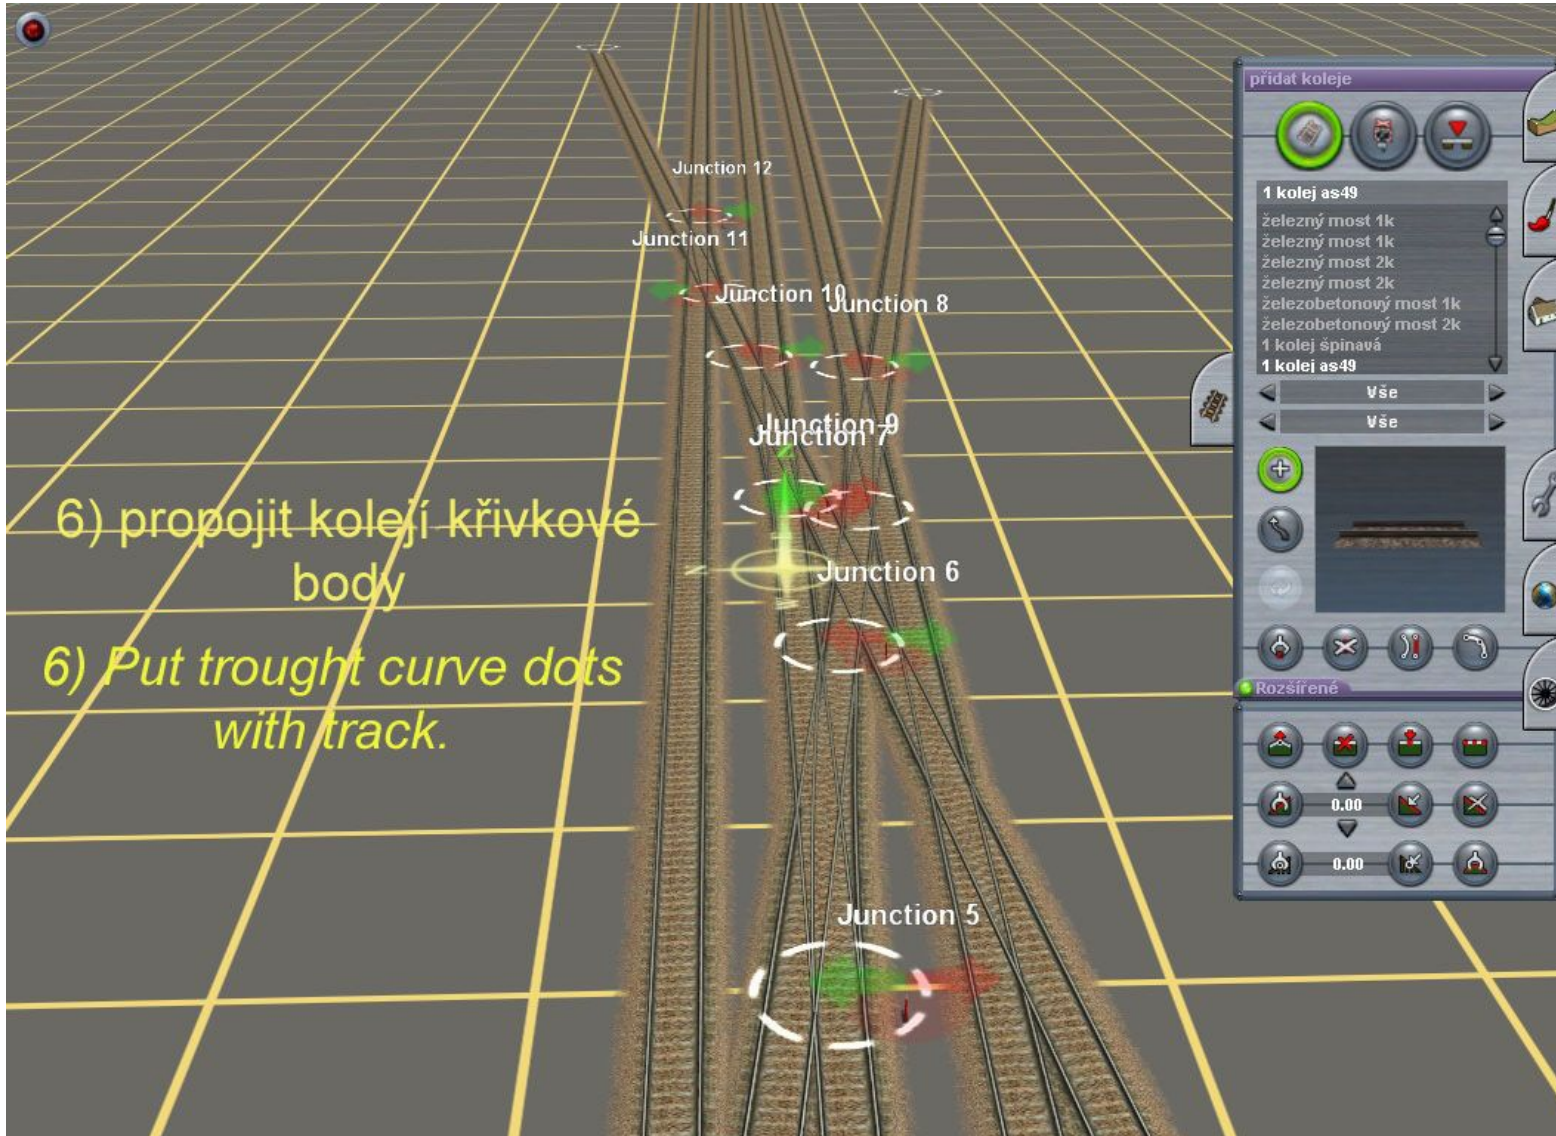 Junction 12
Junction 11
Junction 10
Junction 8
Junction 9
Junction 7
Junction 6
Junction 5
6) propojit kolejí křivkové
body
6) Put trought curve dots
with track.
přidat koleje
1 kolej as49
železný most 1k
železný most 1k
železný most 2k
železný most 2k
železobetonový most 1k
železobetonový most 2k
1 kolej špinavá
1 kolej as49
Vše
Vše
Rozšířené
0.00
0.00